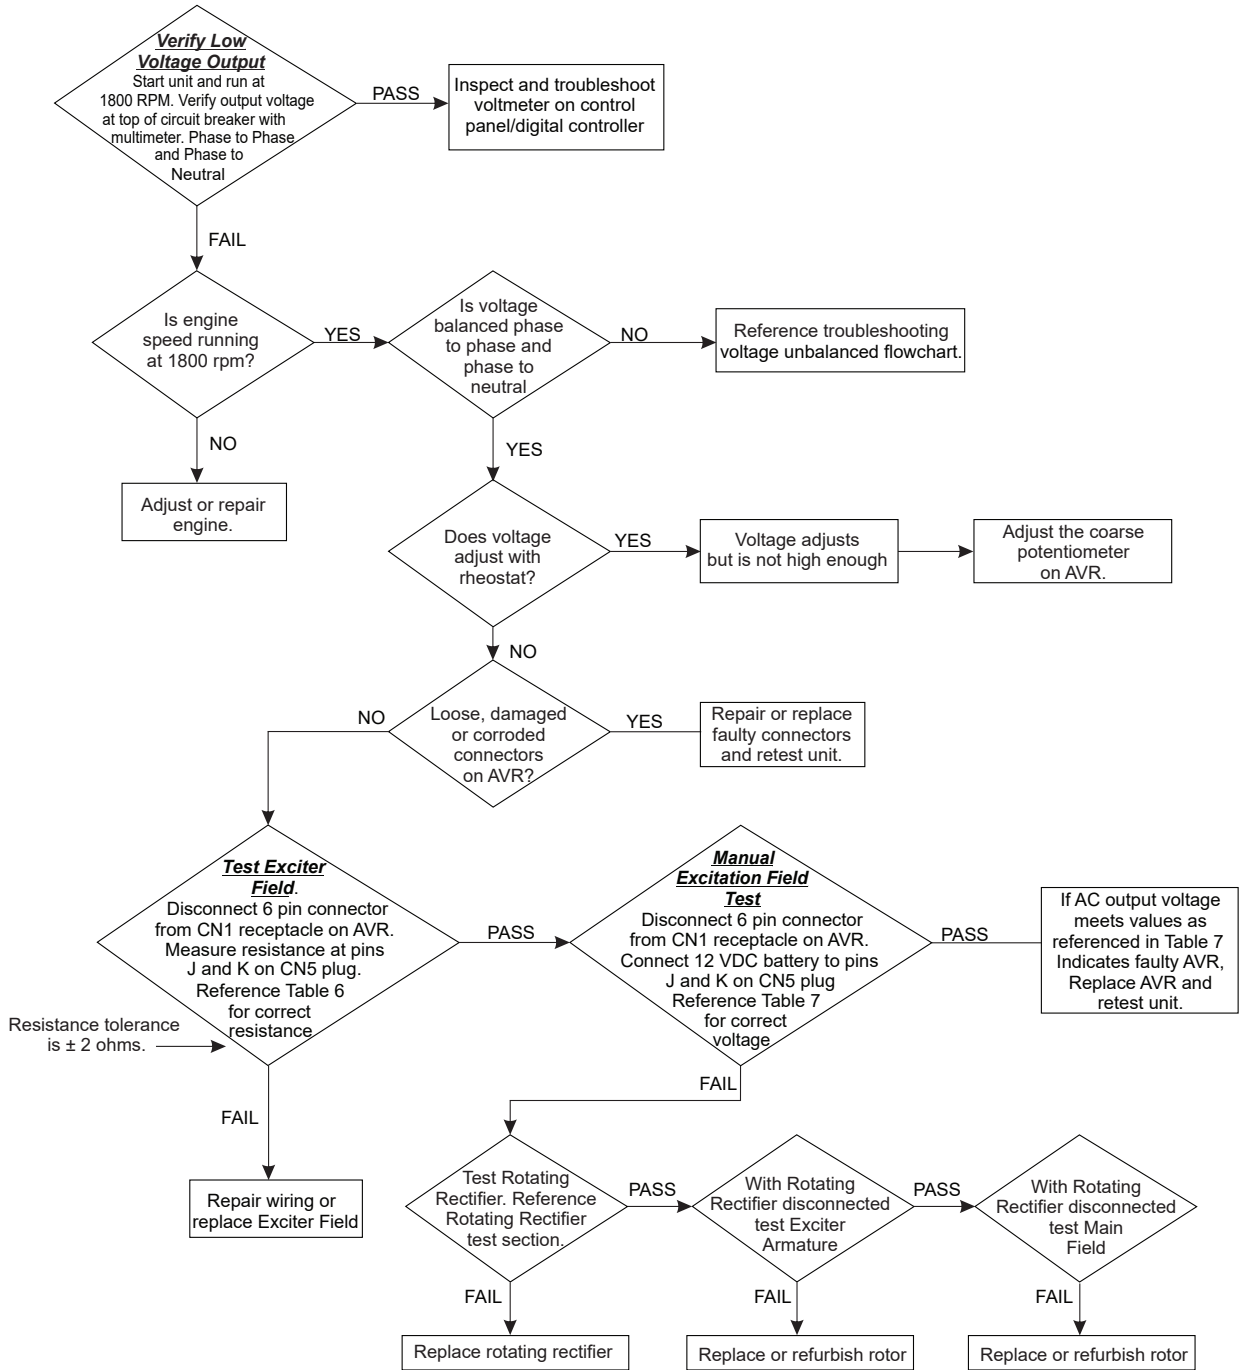 Verify Low
Voltage Output
Start unit and run at
1800 RPM. Verify output voltage
at top of circuit breaker with
multimeter. Phase to Phase
and Phase to
Neutral
PASS
Inspect and troubleshoot
voltmeter on control
panel/digital controller
FAIL
Is engine
speed running
at 1800 rpm?
YES
Is voltage
balanced phase
to phase and
phase to
neutral
NO
Reference troubleshooting
voltage unbalanced flowchart.
NO
Adjust or repair
engine.
YES
Does voltage
adjust with
rheostat?
YES
Voltage adjusts
but is not high enough
Adjust the coarse
potentiometer
on AVR.
NO
Loose, damaged
or corroded
connectors
on AVR?
YES
Repair or replace
faulty connectors
and retest unit.
NO
Test Exciter
Field.
Disconnect 6 pin connector
from CN1 receptacle on AVR.
Measure resistance at pins
J and K on CN5 plug.
Reference Table 6
for correct
resistance
Resistance tolerance
is ± 2 ohms.
PASS
Manual
Excitation Field
Test
Disconnect 6 pin connector
from CN1 receptacle on AVR.
Connect 12 VDC battery to pins
J and K on CN5 plug
Reference Table 7
for correct
voltage
PASS
If AC output voltage
meets values as
referenced in Table 7
Indicates faulty AVR,
Replace AVR and
retest unit.
FAIL
Repair wiring or
replace Exciter Field
FAIL
Test Rotating
Rectifier. Reference
Rotating Rectifier
test section.
PASS
With Rotating
Rectifier disconnected
test Exciter
Armature
PASS
With Rotating
Rectifier disconnected
test Main
Field
FAIL
Replace rotating rectifier
FAIL
Replace or refurbish rotor
FAIL
Replace or refurbish rotor